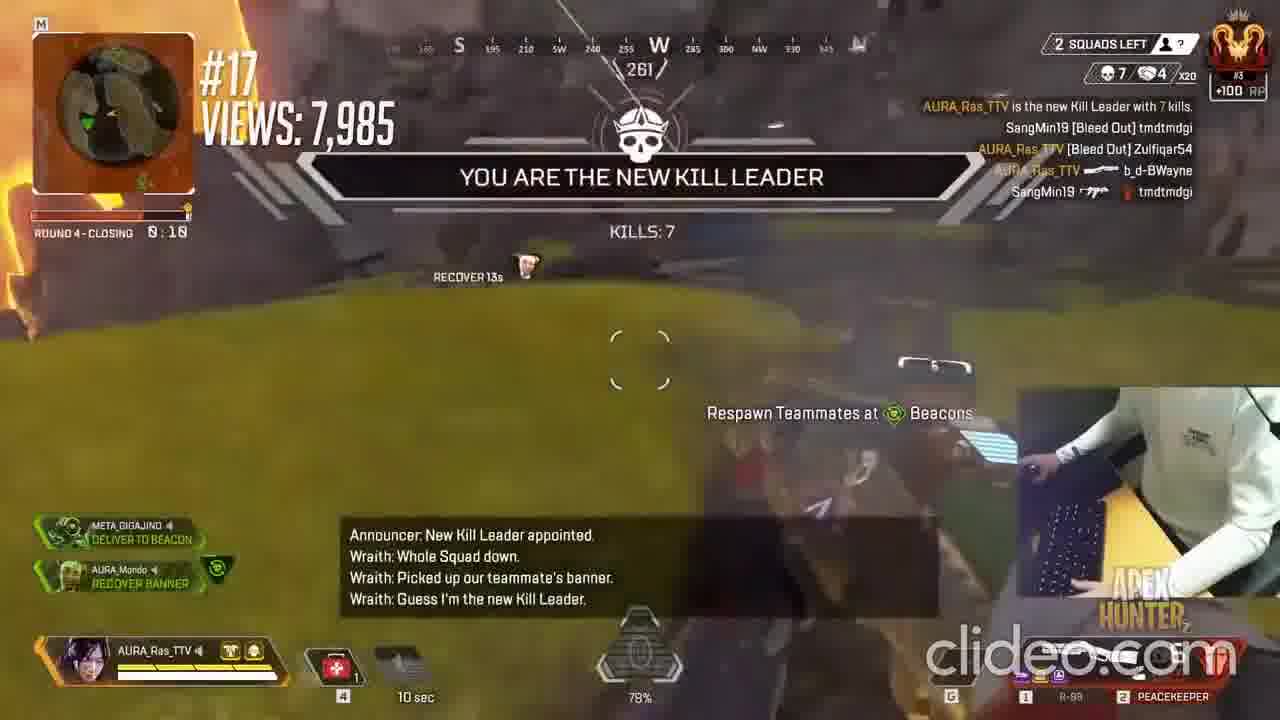 M
#17
VIEWS: 7,985
ROUND 4 - CLOSING 0:10
S 195 210 SW 240 255 W 285 300 NW 330 345 N
261
YOU ARE THE NEW KILL LEADER
KILLS: 7
2 SQUADS LEFT ?
7 4 X20
#3
+100 RP
AURA_Ras_TTV is the new Kill Leader with 7 kills.
SangMin19 [Bleed Out] tmdtmdgi
AURA_Ras_TTV [Bleed Out] Zulfiqar54
AURA_Ras_TTV b_d-BWayne
SangMin19 tmdtmdgi
RECOVER 13s
Respawn Teammates at Beacons
META_GIGAJINO
DELIVER TO BEACON
AURA_Mondo
RECOVER BANNER
Announcer: New Kill Leader appointed.
Wraith: Whole Squad down.
Wraith: Picked up our teammate's banner.
Wraith: Guess I'm the new Kill Leader.
AURA_Ras_TTV
1
4
10 sec
78%
APEX
HUNTERZ
clideo.com
G
1 R-99 2 PEACEKEEPER